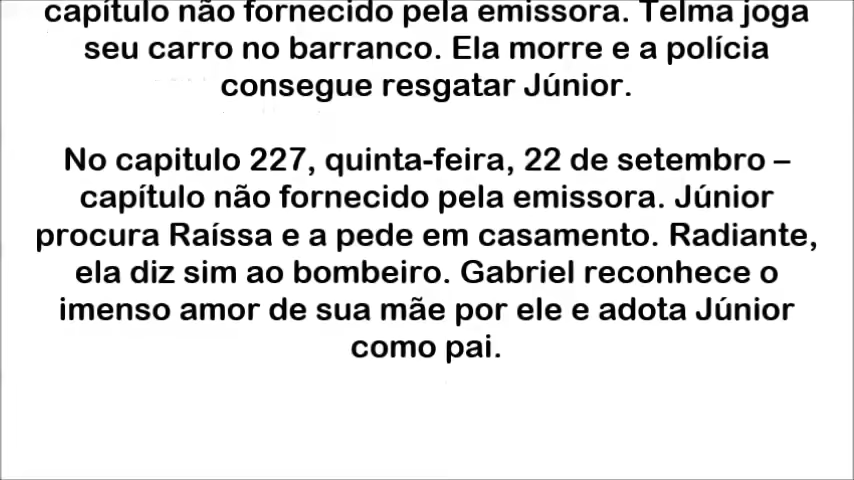 capítulo não fornecido pela emissora. Telma joga
seu carro no barranco. Ela morre e a polícia
consegue resgatar Júnior.
No capitulo 227, quinta-feira, 22 de setembro –
capítulo não fornecido pela emissora. Júnior
procura Raíssa e a pede em casamento. Radiante,
ela diz sim ao bombeiro. Gabriel reconhece o
imenso amor de sua mãe por ele e adota Júnior
como pai.